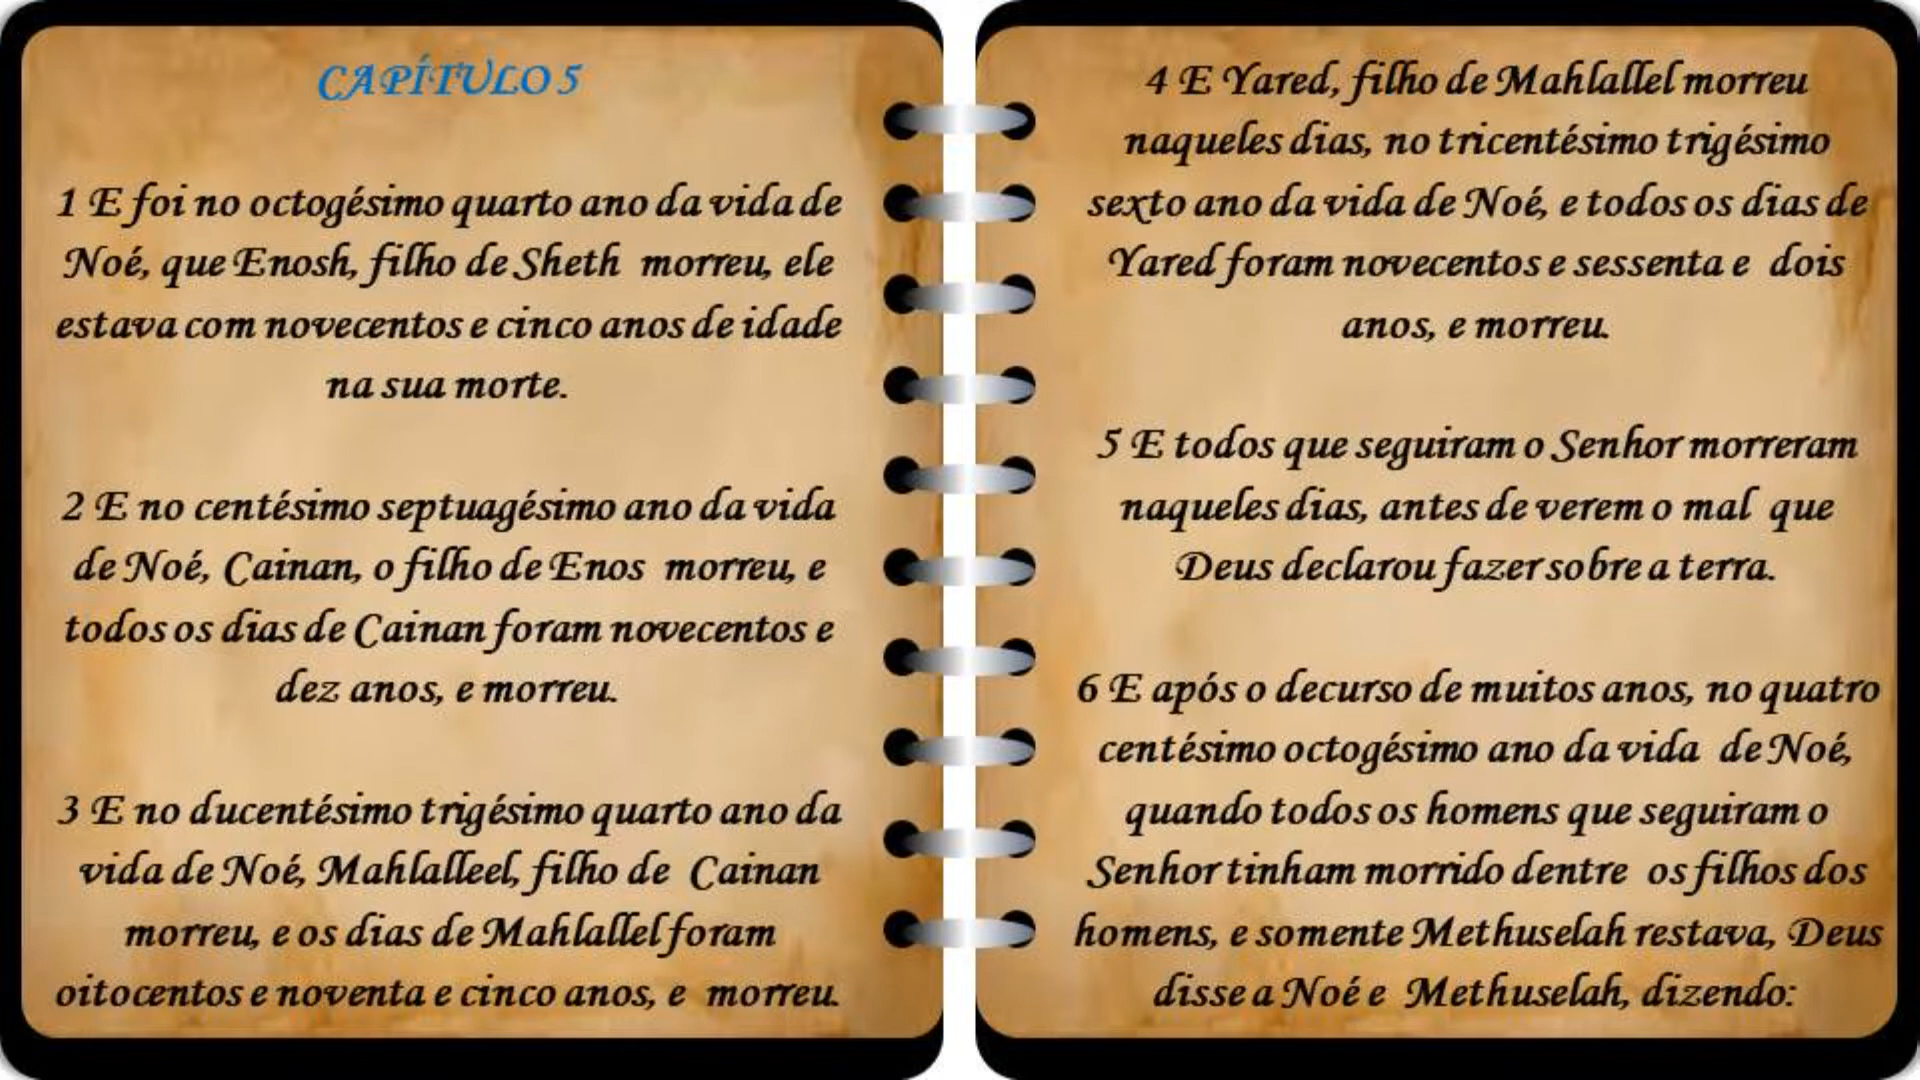 CAPÍTULO 5
1 E foi no octogésimo quarto ano da vida de
Noé, que Enosh, filho de Sheth morreu, ele
estava com novecentos e cinco anos de idade
na sua morte.
2 E no centésimo septuagésimo ano da vida
de Noé, Cainan, o filho de Enos morreu, e
todos os dias de Cainan foram novecentos e
dez anos, e morreu.
3 E no ducentésimo trigésimo quarto ano da
vida de Noé, Mahlalleel, filho de Cainan
morreu, e os dias de Mahlallel foram
oitocentos e noventa e cinco anos, e morreu.
4 E Yared, filho de Mahlallel morreu
naqueles dias, no tricentésimo trigésimo
sexto ano da vida de Noé, e todos os dias de
Yared foram novecentos e sessenta e dois
anos, e morreu.
5 E todos que seguiram o Senhor morreram
naqueles dias, antes de verem o mal que
Deus declarou fazer sobre a terra.
6 E após o decurso de muitos anos, no quatro
centésimo octogésimo ano da vida de Noé,
quando todos os homens que seguiram o
Senhor tinham morrido dentre os filhos dos
homens, e somente Methuselah restava, Deus
disse a Noé e Methuselah, dizendo: